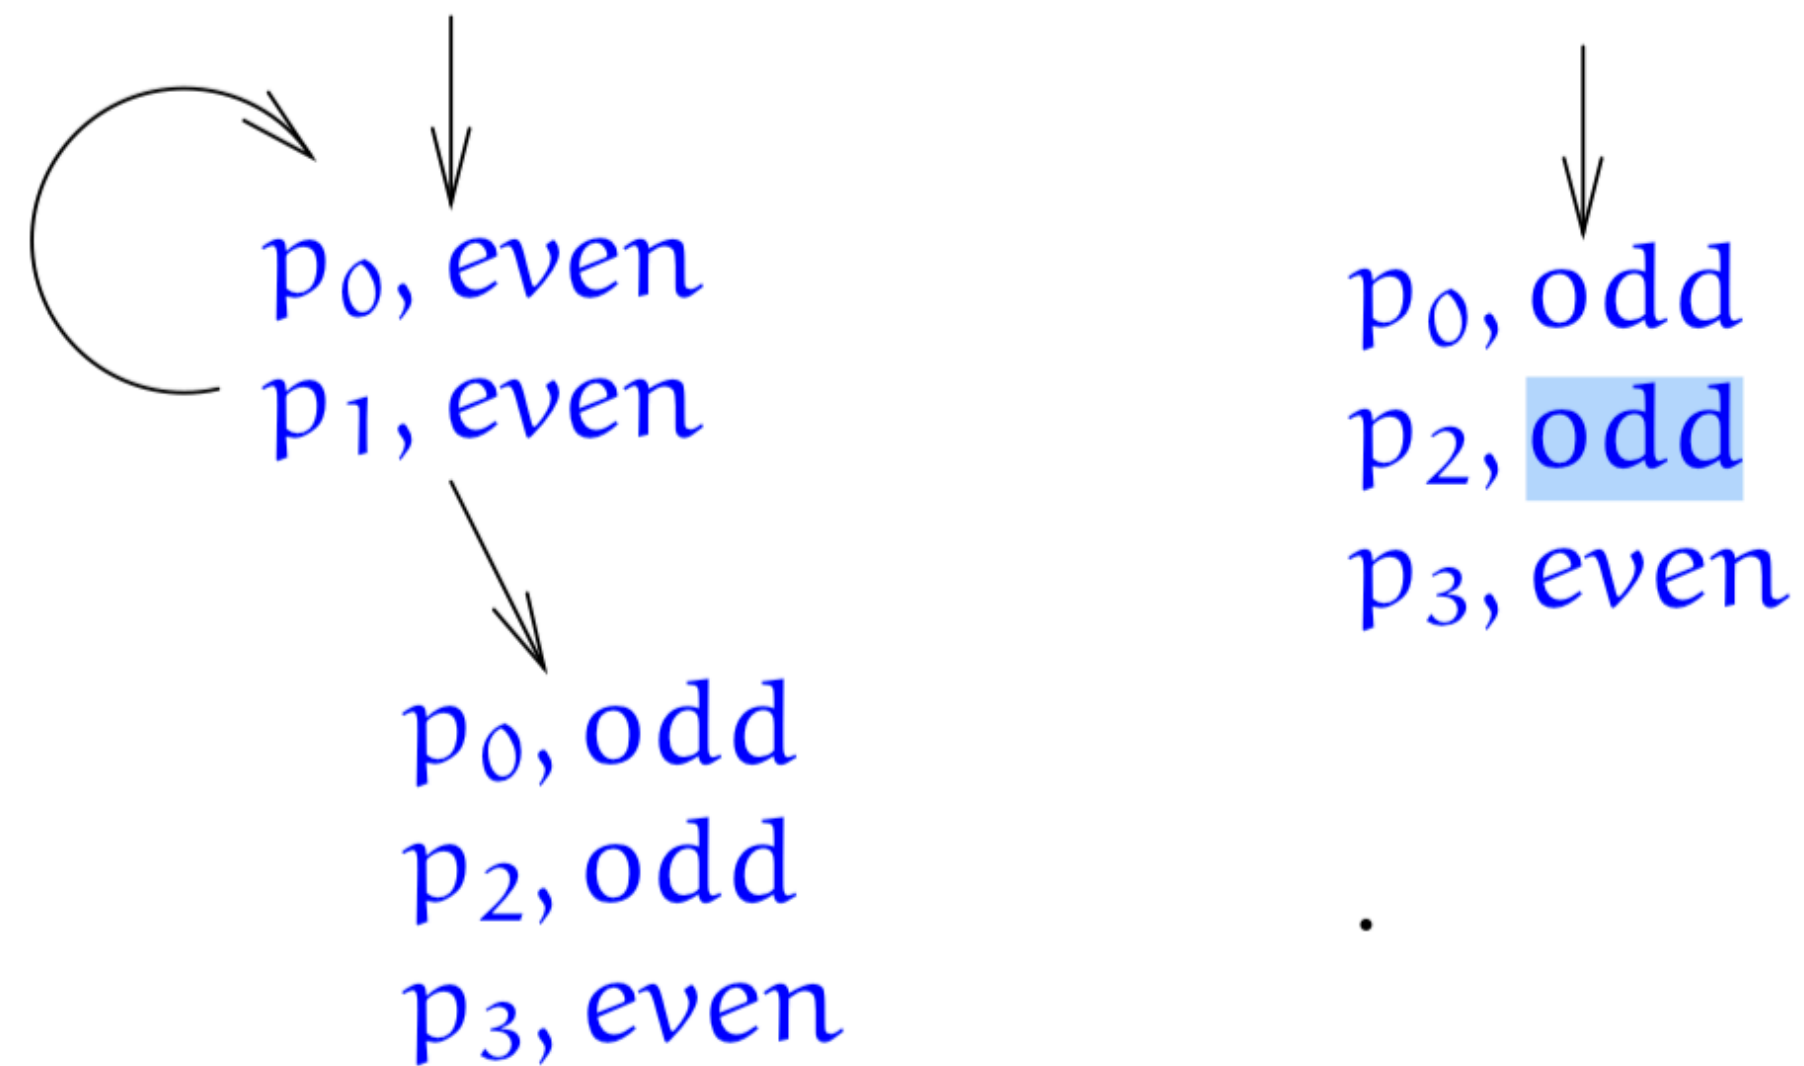 p₀, even
p₁, even
p₀, odd
p₂, odd
p₃, even
p₀, odd
p₂, odd
p₃, even